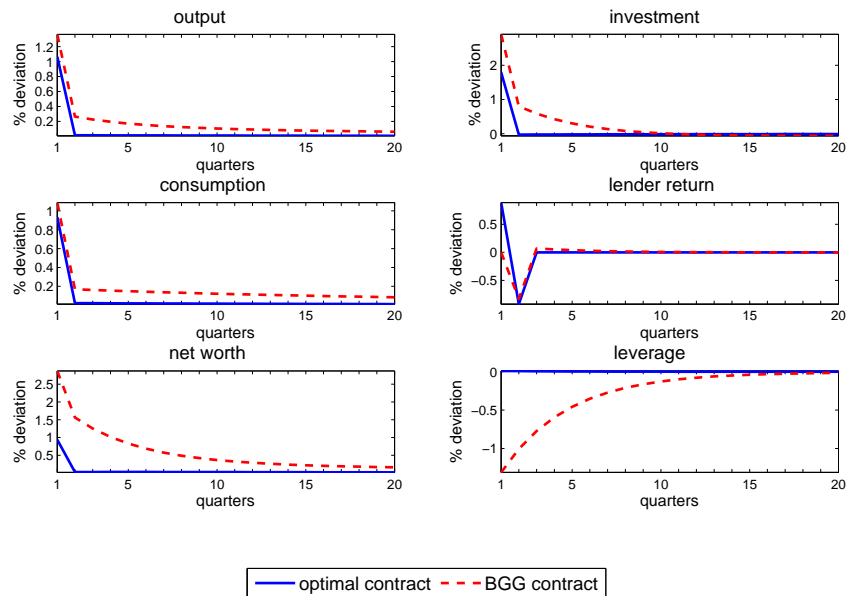 output
% deviation
1.2
1
0.8
0.6
0.4
0.2
1 5 10 15 20
quarters
investment
% deviation
2
1
0
1 5 10 15 20
quarters
consumption
% deviation
1
0.8
0.6
0.4
0.2
1 5 10 15 20
quarters
lender return
% deviation
0.5
0
−0.5
1 5 10 15 20
quarters
net worth
% deviation
2.5
2
1.5
1
0.5
1 5 10 15 20
quarters
leverage
% deviation
0
−0.5
−1
1 5 10 15 20
quarters
optimal contract BGG contract